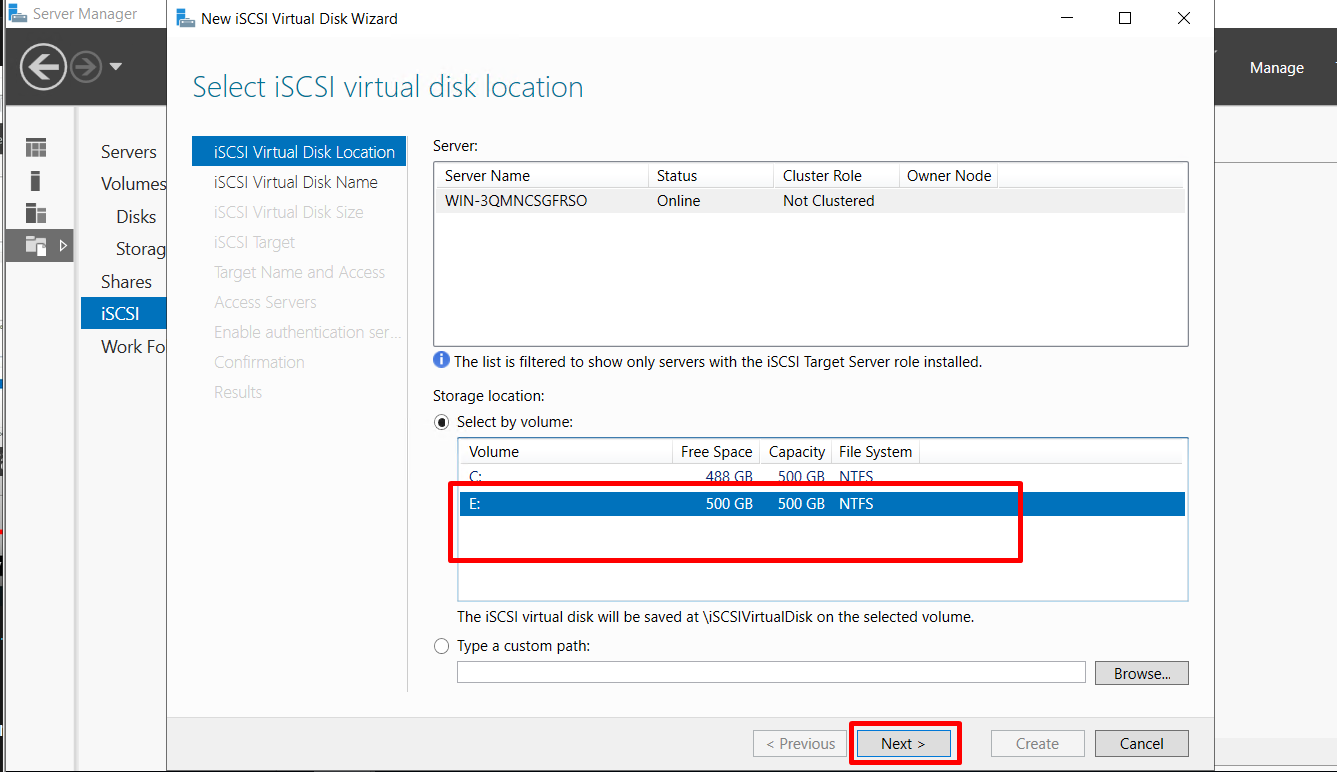 Server Manager
New iSCSI Virtual Disk Wizard
Manage
Select iSCSI virtual disk location
Servers
Volumes
Disks
Storag
Shares
iSCSI
Work Fo
iSCSI Virtual Disk Location
iSCSI Virtual Disk Name
iSCSI Virtual Disk Size
iSCSI Target
Target Name and Access
Access Servers
Enable authentication ser...
Confirmation
Results
Server:
Server Name Status Cluster Role Owner Node
WIN-3QMNCSGFRSO Online Not Clustered
The list is filtered to show only servers with the iSCSI Target Server role installed.
Storage location:
Select by volume:
Volume Free Space Capacity File System
C: 488 GB 500 GB NTFS
E: 500 GB 500 GB NTFS
The iSCSI virtual disk will be saved at \iSCSIVirtualDisk on the selected volume.
Type a custom path:
Browse...
< Previous Next > Create Cancel